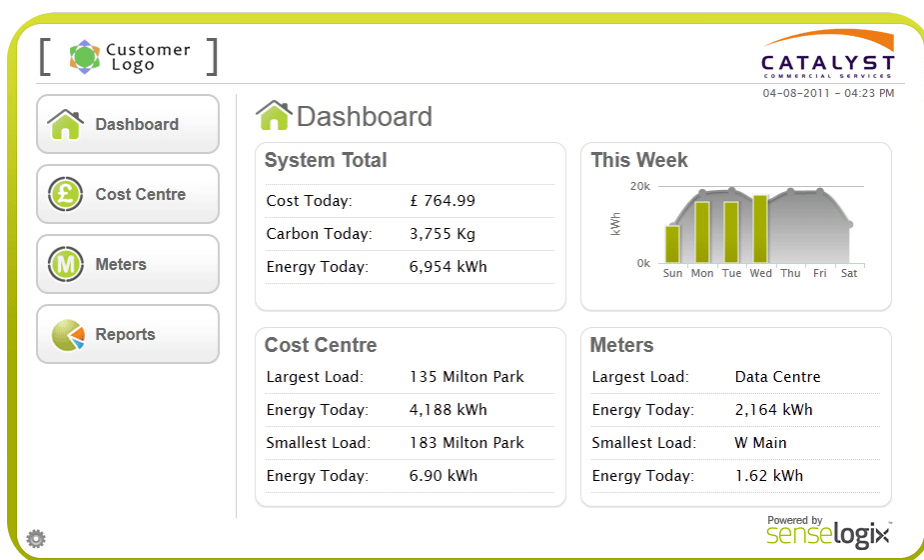 [ Customer Logo ]
CATALYST
COMMERCIAL SERVICES
04-08-2011 - 04:23 PM
Dashboard
Cost Centre
£
M
Meters
Reports
Dashboard
System Total
Cost Today: £ 764.99
Carbon Today: 3,755 Kg
Energy Today: 6,954 kWh
This Week
20k
kWh
0k
Sun Mon Tue Wed Thu Fri Sat
Cost Centre
Largest Load: 135 Milton Park
Energy Today: 4,188 kWh
Smallest Load: 183 Milton Park
Energy Today: 6.90 kWh
Meters
Largest Load: Data Centre
Energy Today: 2,164 kWh
Smallest Load: W Main
Energy Today: 1.62 kWh
Powered by
senselogix